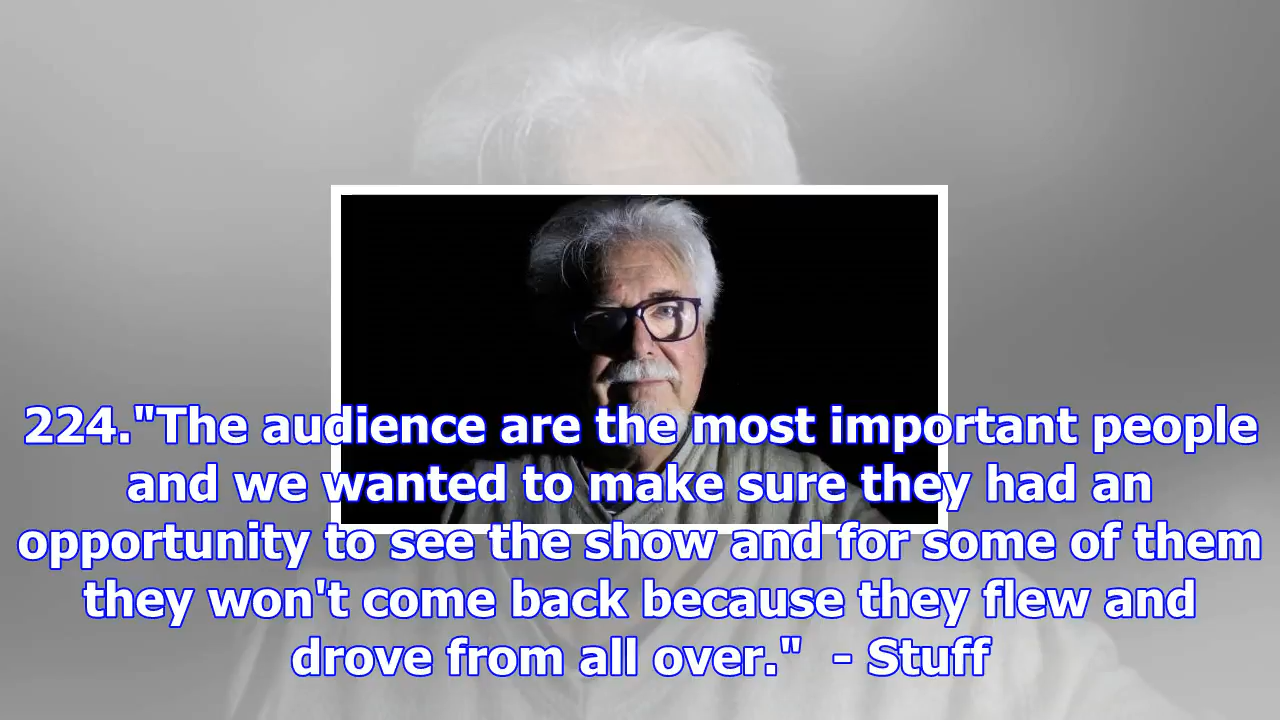 224."The audience are the most important people
and we wanted to make sure they had an
opportunity to see the show and for some of them
they won't come back because they flew and
drove from all over."  - Stuff